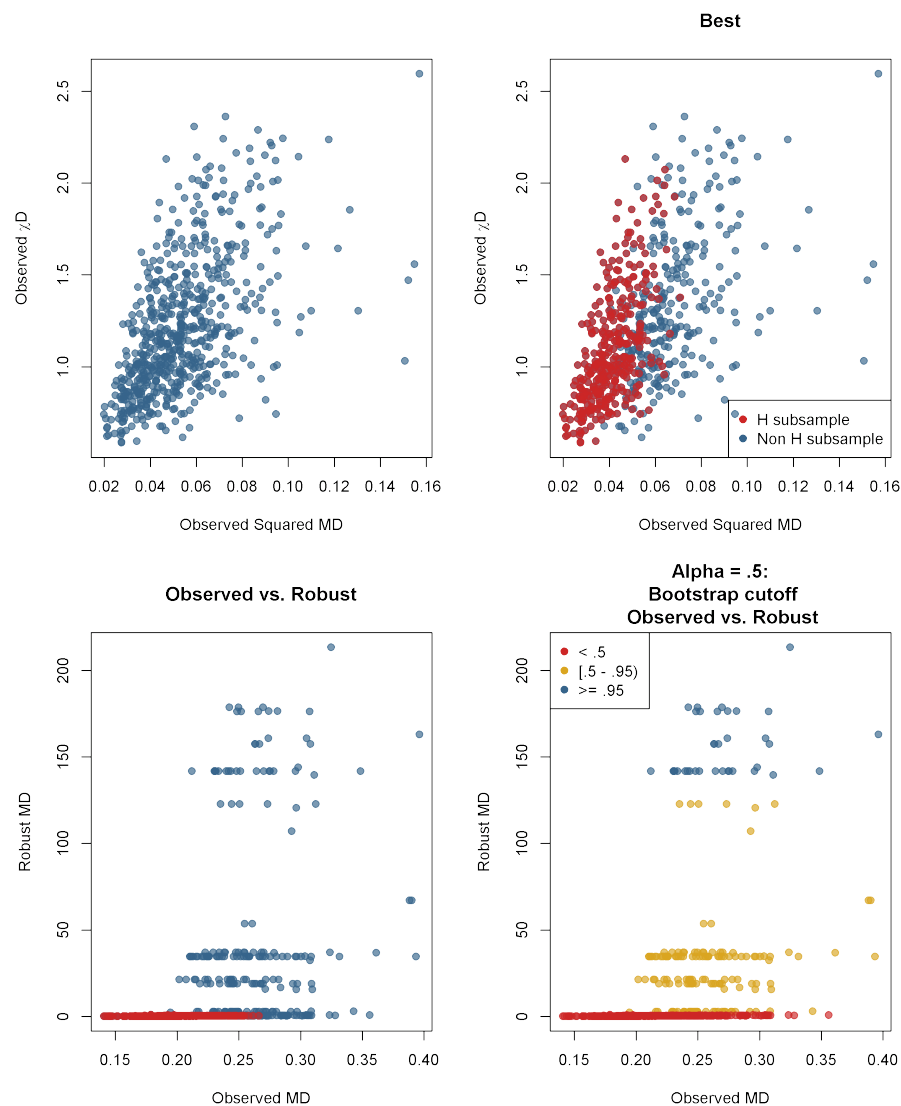 Best
2.5
2.0
1.5
1.0
Observed χD
0.02 0.04 0.06 0.08 0.10 0.12 0.14 0.16
Observed Squared MD
2.5
2.0
1.5
1.0
Observed χD
H subsample
Non H subsample
0.02 0.04 0.06 0.08 0.10 0.12 0.14 0.16
Observed Squared MD
Observed vs. Robust
200
150
100
50
0
Robust MD
0.15 0.20 0.25 0.30 0.35 0.40
Observed MD
Alpha = .5:
Bootstrap cutoff
Observed vs. Robust
< .5
[.5 - .95)
>= .95
200
150
100
50
0
Robust MD
0.15 0.20 0.25 0.30 0.35 0.40
Observed MD